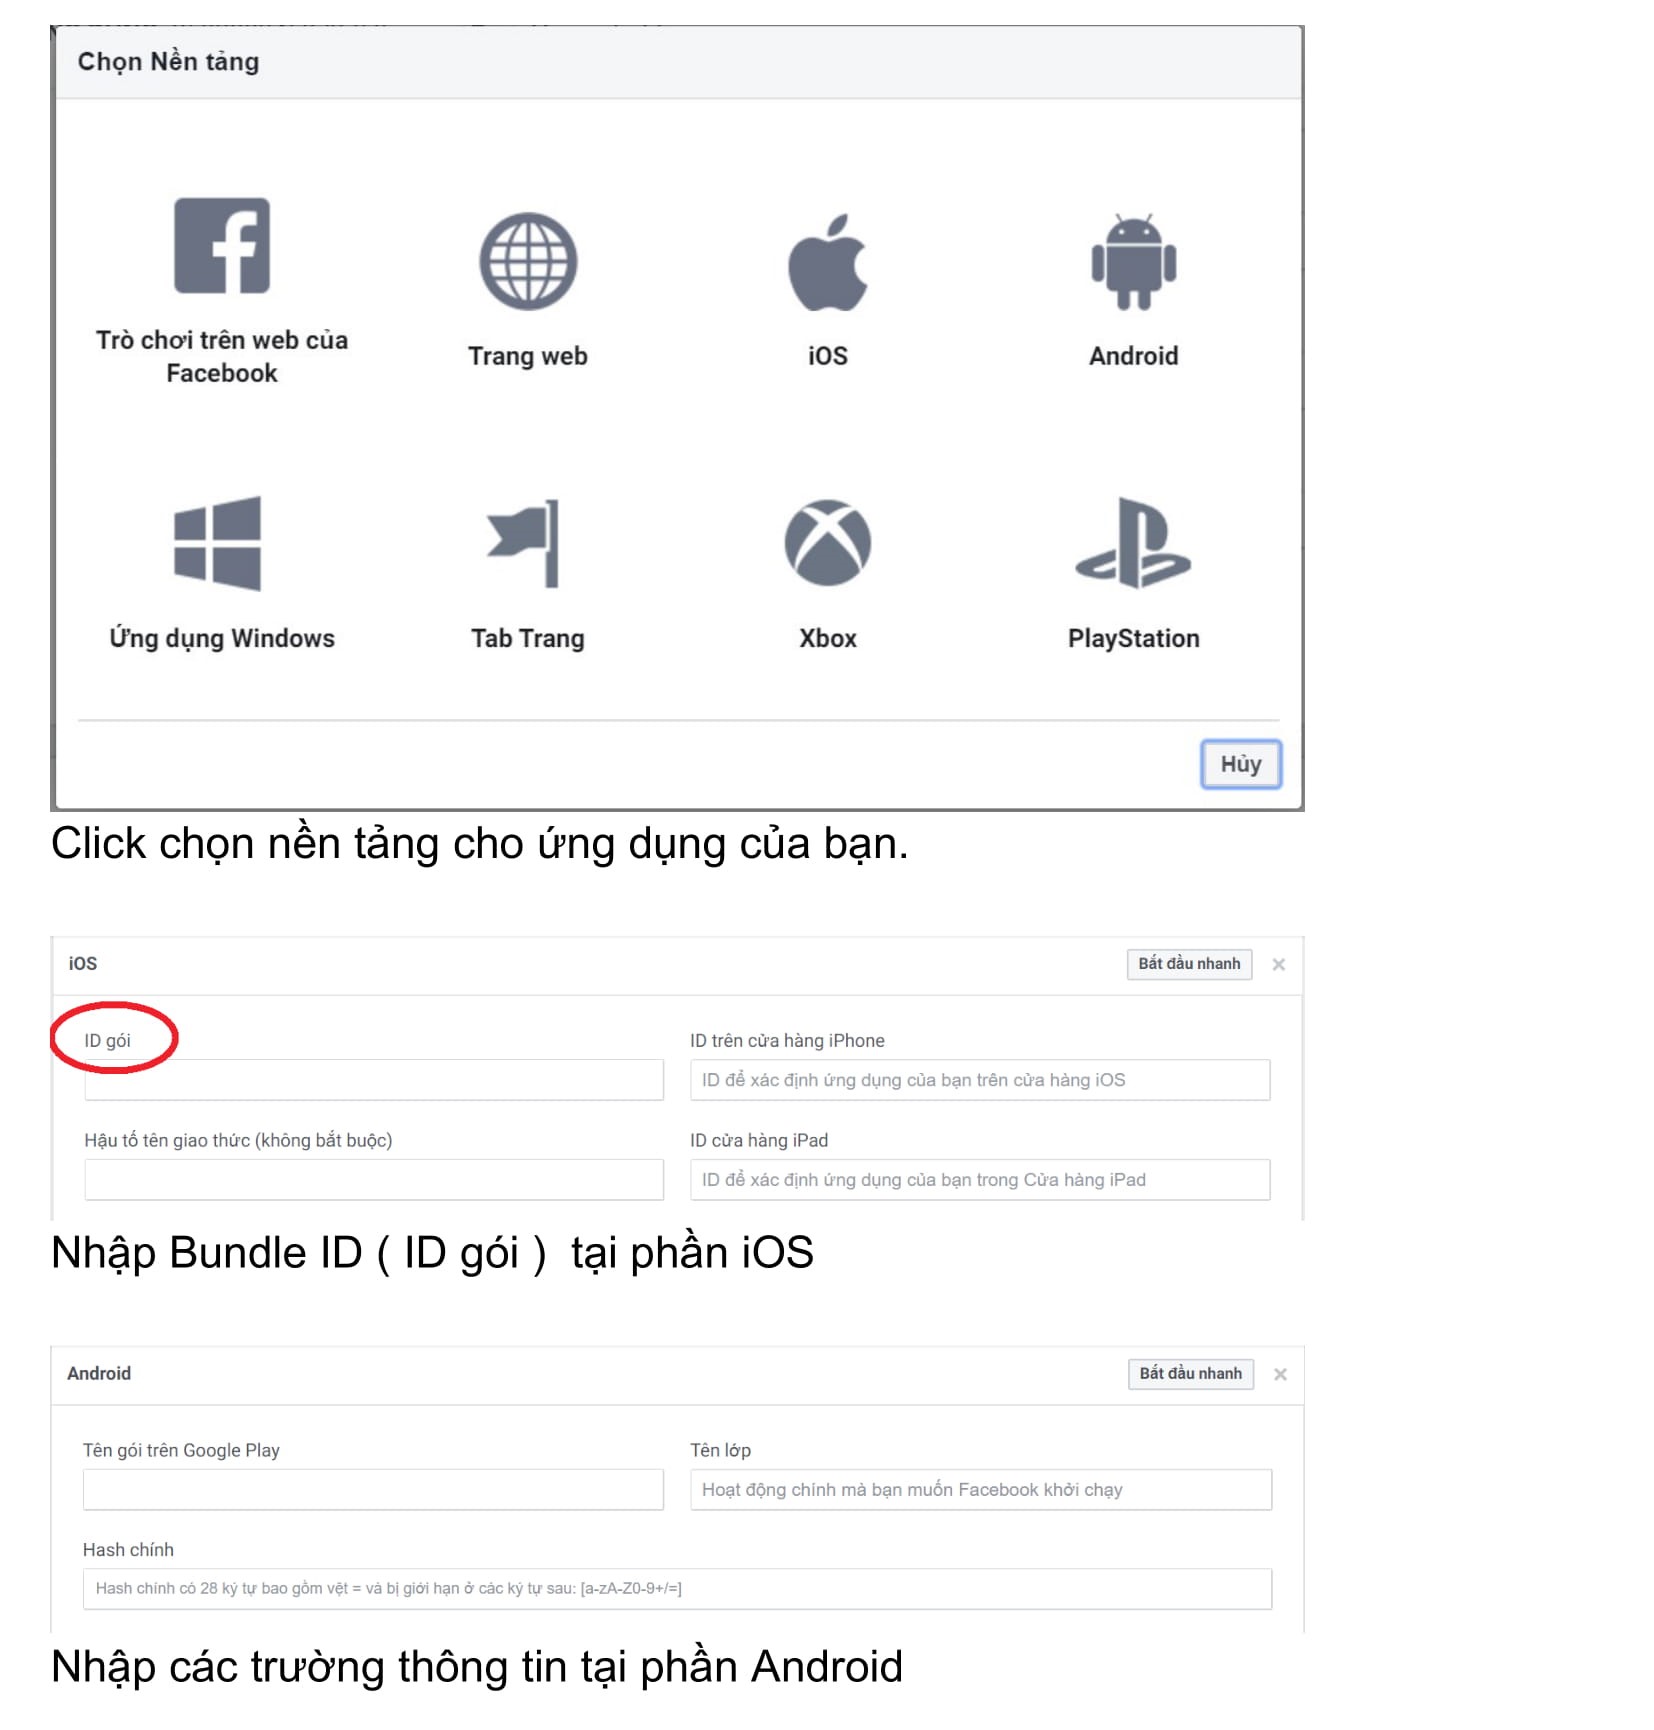 Chọn Nền tảng
Trò chơi trên web của
Facebook
Trang web
iOS
Android
Ứng dụng Windows
Tab Trang
Xbox
PlayStation
Hủy
Click chọn nền tảng cho ứng dụng của bạn.
iOS
Bắt đầu nhanh
ID gói
ID trên cửa hàng iPhone
ID để xác định ứng dụng của bạn trên cửa hàng iOS
Hậu tố tên giao thức (không bắt buộc)
ID cửa hàng iPad
ID để xác định ứng dụng của bạn trong Cửa hàng iPad
Nhập Bundle ID ( ID gói ) tại phần iOS
Android
Bắt đầu nhanh
Tên gói trên Google Play
Tên lớp
Hoạt động chính mà bạn muốn Facebook khởi chạy
Hash chính
Hash chính có 28 ký tự bao gồm vệt = và bị giới hạn ở các ký tự sau: [a-zA-Z0-9+/=]
Nhập các trường thông tin tại phần Android